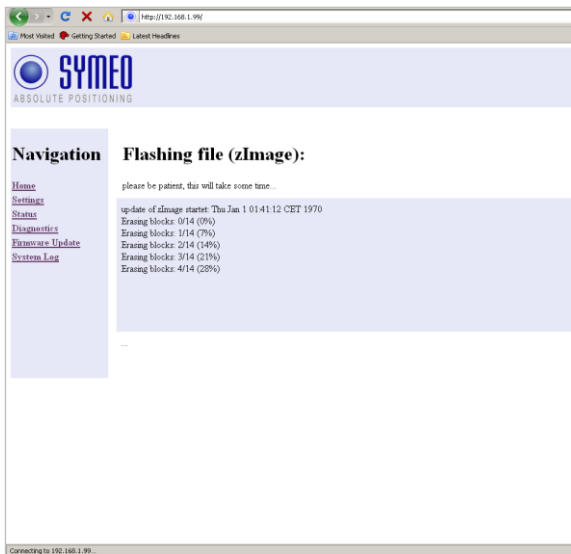 http://192.168.1.99/
Most Visited Getting Started Latest Headlines
SYMEO
ABSOLUTE POSITIONING
Navigation
Home
Settings
Status
Diagnostics
Firmware Update
System Log
Flashing file (zImage):
please be patient, this will take some time...
update of zImage startet: Thu Jan 1 01:41:12 CET 1970
Erasing blocks: 0/14 (0%)
Erasing blocks: 1/14 (7%)
Erasing blocks: 2/14 (14%)
Erasing blocks: 3/14 (21%)
Erasing blocks: 4/14 (28%)
...
Connecting to 192.168.1.99...